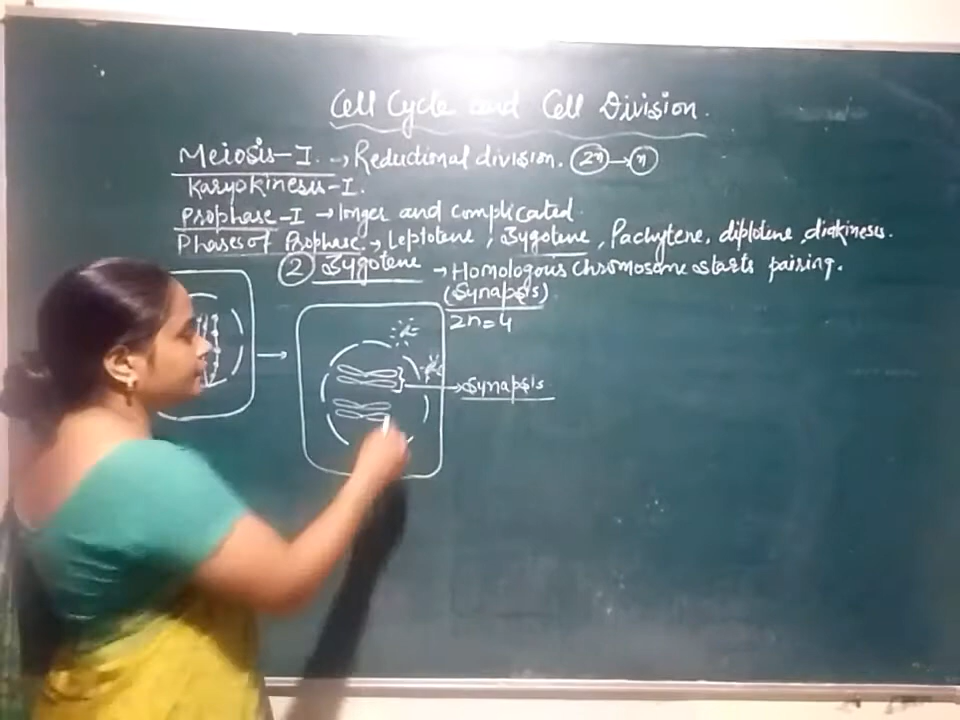 Cell Cycle and Cell Division.
Meiosis-I. → Reductional division. 2n → n
Karyokinesis-I.
Prophase-I → longer and complicated.
Phases of Prophase. → Leptotene, Zygotene, Pachytene, diplotene, diakinesis.
2 Zygotene → Homologous chromosome starts pairing.
(Synapsis)
2n=4
Synapsis